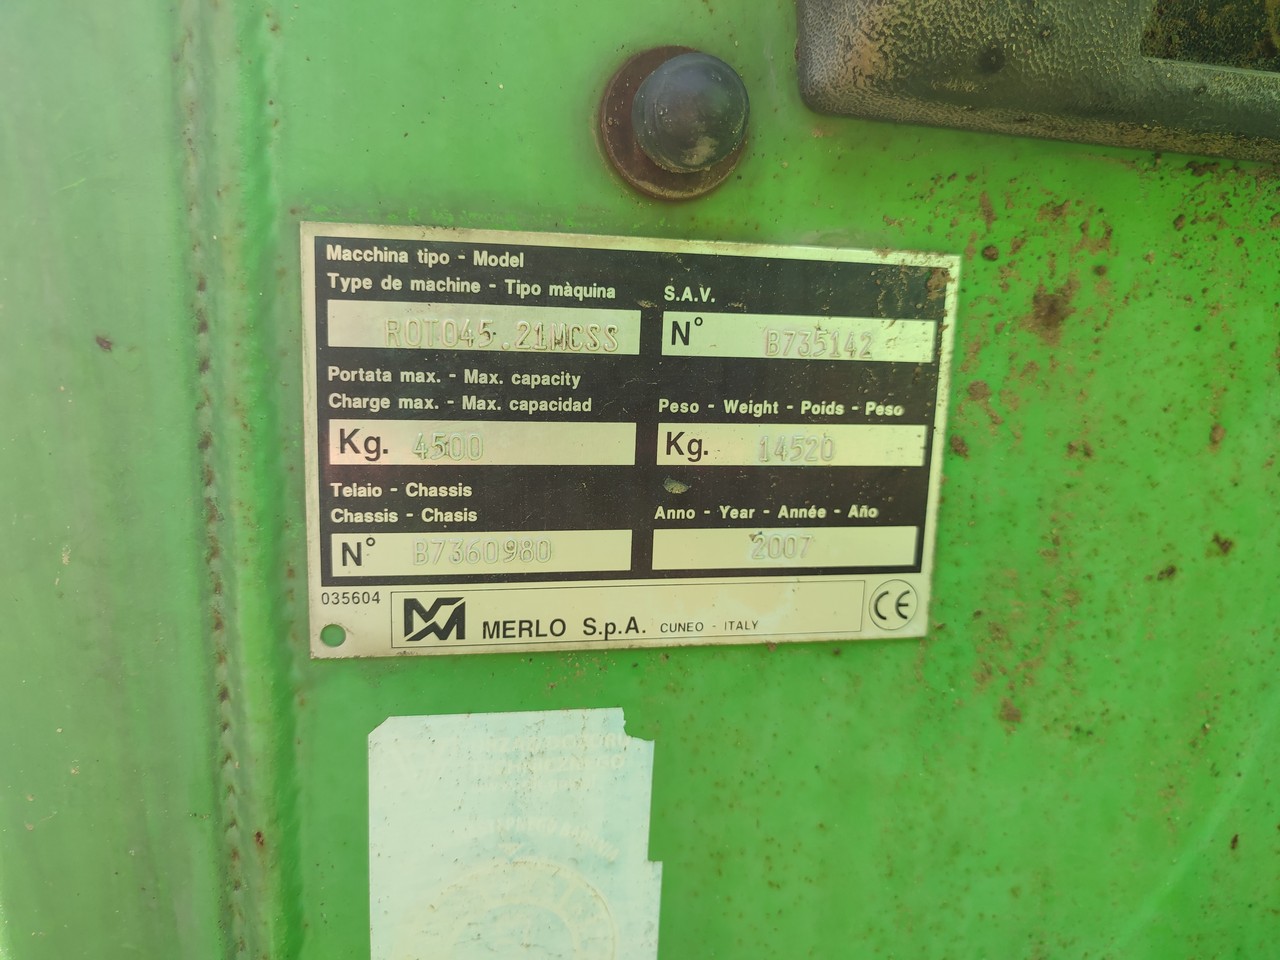 Macchina tipo - Model
Type de machine - Tipo màquina
S.A.V.
ROTO45.21MCSS
N° B735142
Portata max. - Max. capacity
Charge max. - Max. capacidad
Peso - Weight - Poids - Peso
Kg. 4500
Kg. 14520
Telaio - Chassis
Chassis - Chasis
Anno - Year - Année - Año
N° B7360980
2007
035604
MERLO S.p.A. CUNEO - ITALY
CE